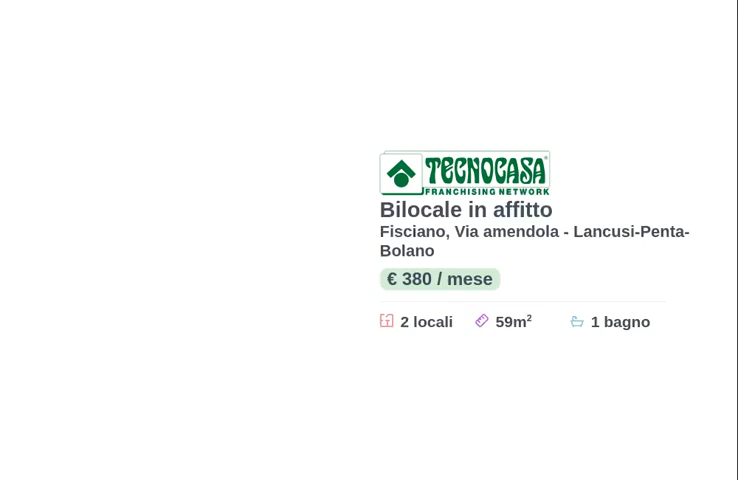 TECNOCASA
FRANCHISING NETWORK
Bilocale in affitto
Fisciano, Via amendola - Lancusi-Penta-
Bolano
€ 380 / mese
2 locali 59m² 1 bagno